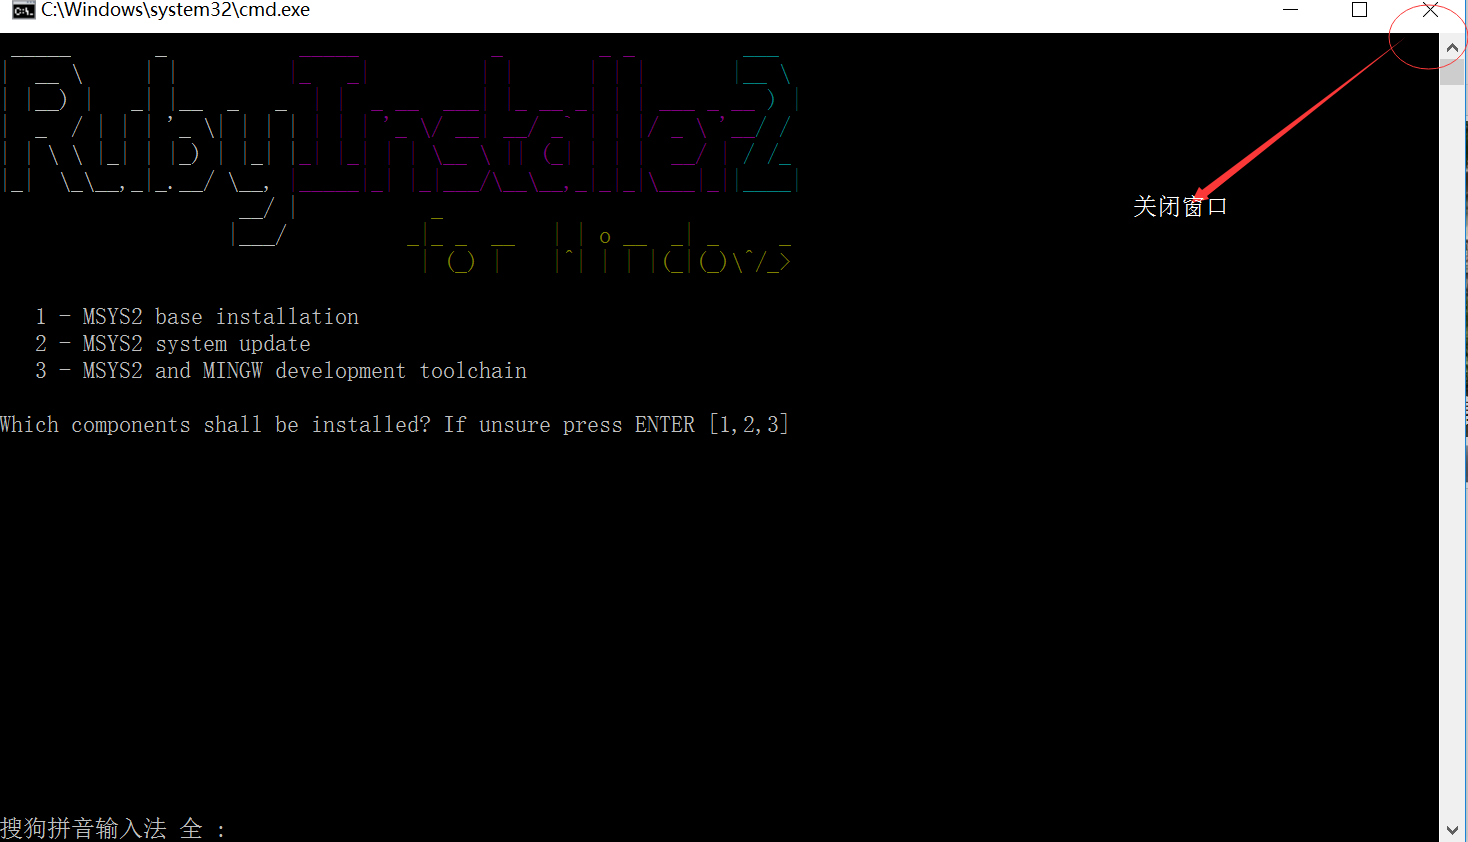 C:\Windows\system32\cmd.exe
RubyInstaller2
for Windows
关闭窗口
1 - MSYS2 base installation
2 - MSYS2 system update
3 - MSYS2 and MINGW development toolchain
Which components shall be installed? If unsure press ENTER [1,2,3]
搜狗拼音输入法 全 :